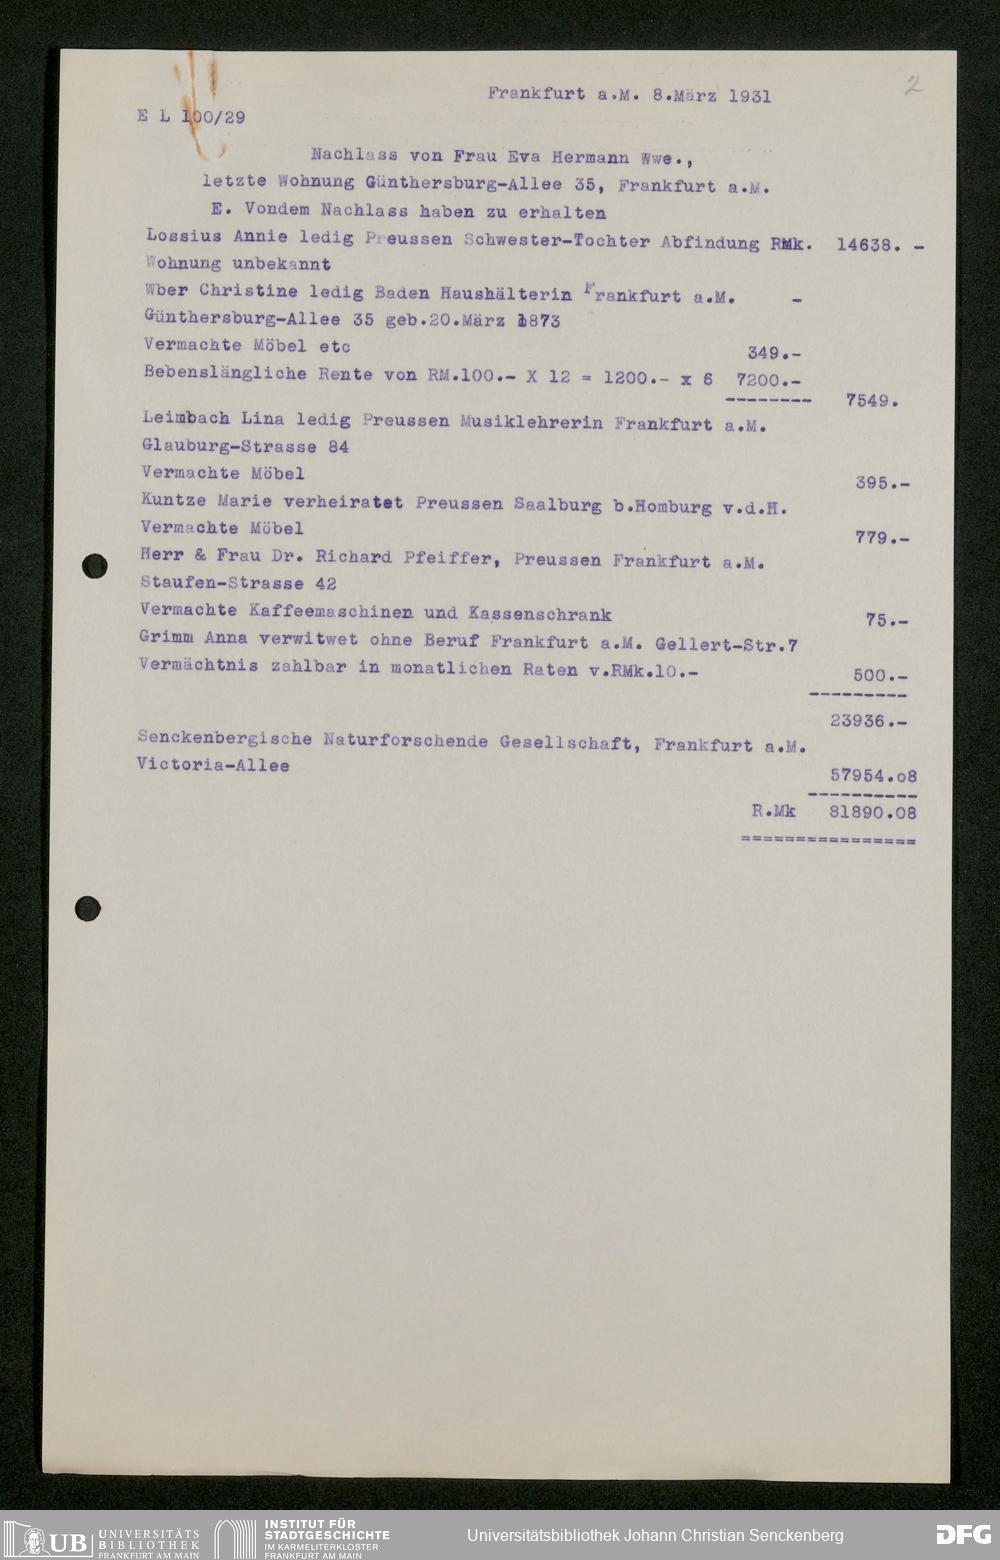 2
Frankfurt a.M. 8.März 1931
E L 100/29
Nachlass von Frau Eva Hermann Wwe.,
letzte Wohnung Günthersburg-Allee 35, Frankfurt a.M.
E. Vondem Nachlass haben zu erhalten
Lossius Annie ledig Preussen Schwester-Tochter Abfindung RMk. 14638. -
Wohnung unbekannt
Wber Christine ledig Baden Haushälterin Frankfurt a.M. -
Günthersburg-Allee 35 geb.20.März 1873
Vermachte Möbel etc 349.-
Bebenslängliche Rente von RM.100.- X 12 = 1200.- x 6 7200.-
-------- 7549.
Leimbach Lina ledig Preussen Musiklehrerin Frankfurt a.M.
Glauburg-Strasse 84
Vermachte Möbel 395.-
Kuntze Marie verheiratet Preussen Saalburg b.Homburg v.d.H.
Vermachte Möbel 779.-
Herr & Frau Dr. Richard Pfeiffer, Preussen Frankfurt a.M.
Staufen-Strasse 42
Vermachte Kaffeemaschinen und Kassenschrank 75.-
Grimm Anna verwitwet ohne Beruf Frankfurt a.M. Gellert-Str.7
Vermächtnis zahlbar in monatlichen Raten v.RMk.10.- 500.-
---------
23936.-
Senckenbergische Naturforschende Gesellschaft, Frankfurt a.M.
Victoria-Allee 57954.o8
----------
R.Mk 81890.08
================
UB UNIVERSITÄTS
BIBLIOTHEK
FRANKFURT AM MAIN
INSTITUT FÜR
STADTGESCHICHTE
IM KARMELITERKLOSTER
FRANKFURT AM MAIN
Universitätsbibliothek Johann Christian Senckenberg
DFG